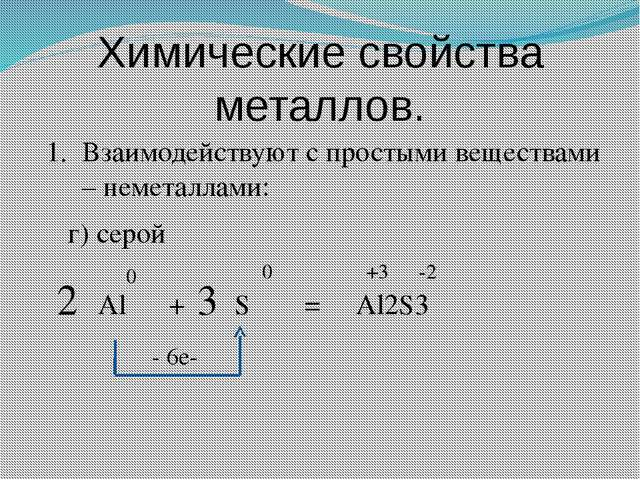 Химические свойства
металлов.
1. Взаимодействуют с простыми веществами
– неметаллами:
г) серой
0 0 +3 -2
2 Al + 3 S = Al2S3
- 6e-